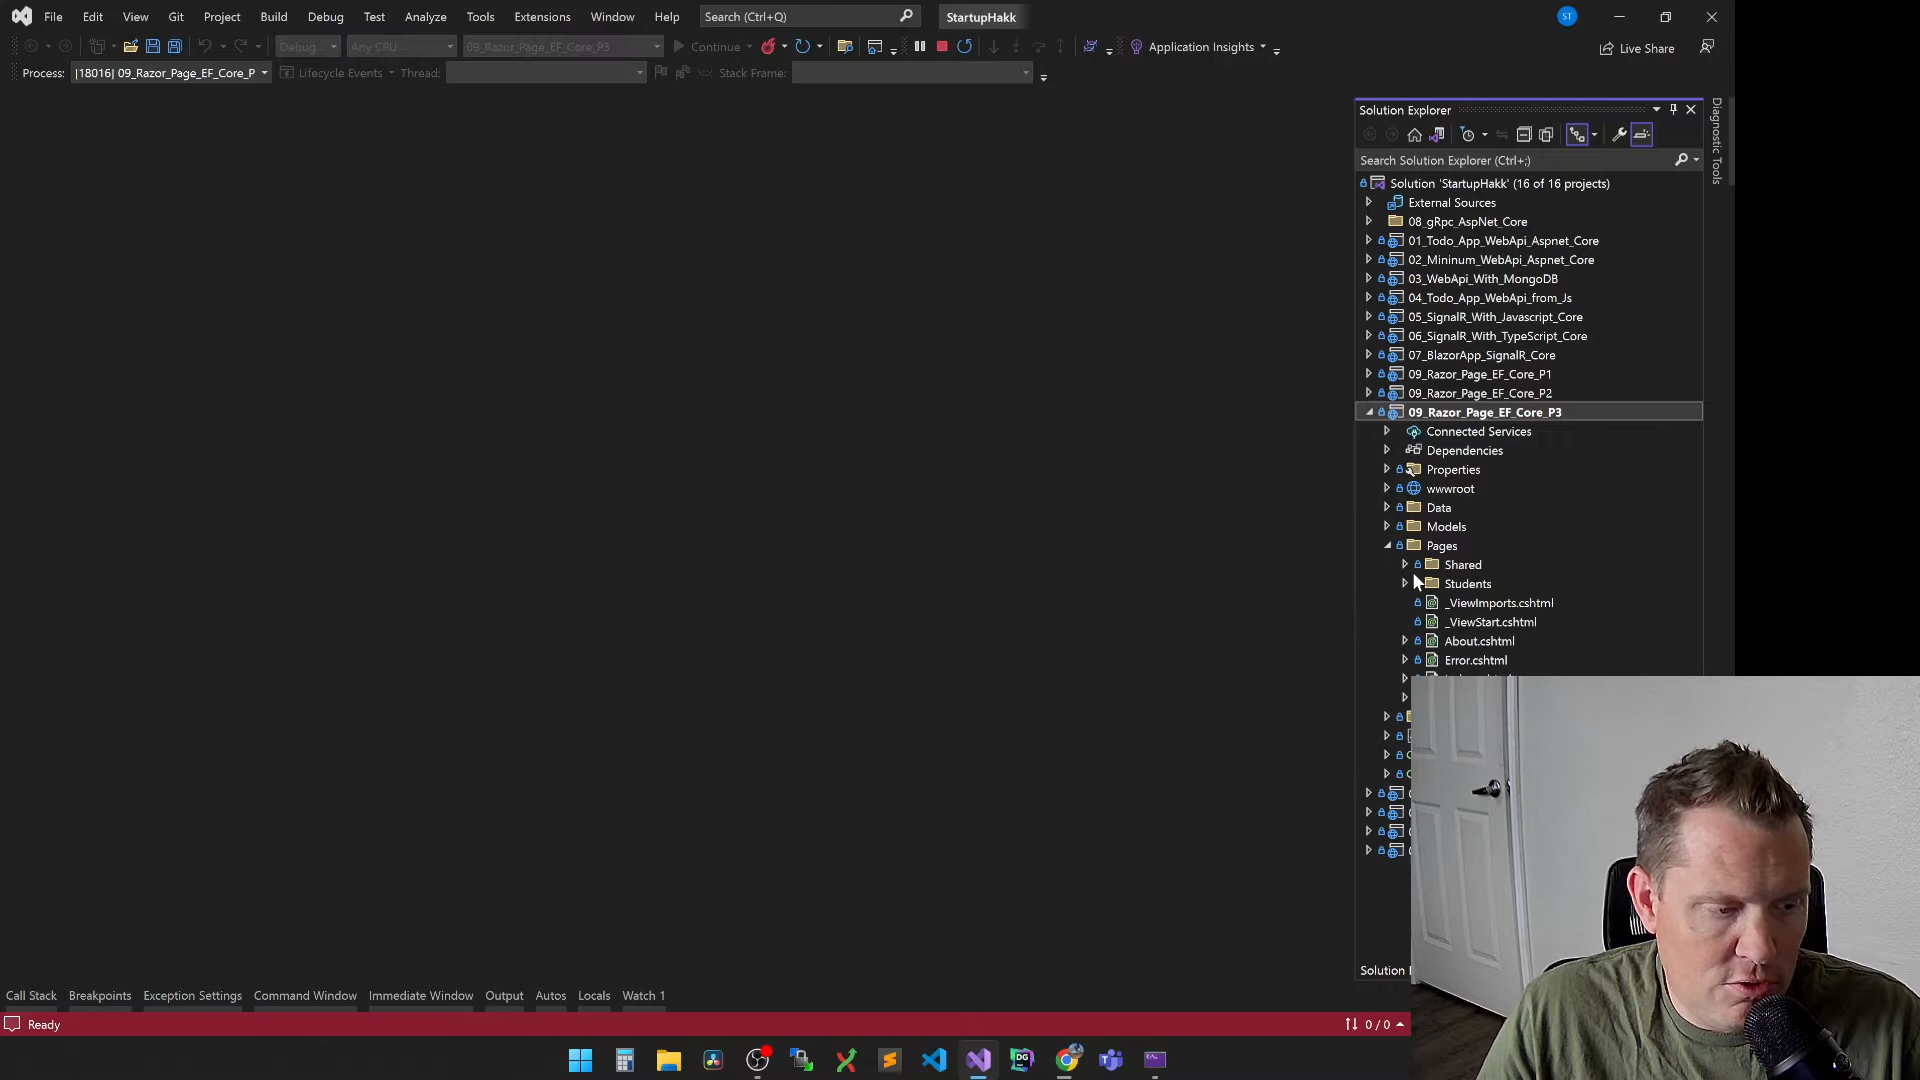 File Edit View Git Project Build Debug Test Analyze Tools Extensions Window Help Search (Ctrl+Q) StartupHakk ST
Debug Any CPU 09_Razor_Page_EF_Core_P3 Continue Application Insights Live Share
Process: [18016] 09_Razor_Page_EF_Core_P Lifecycle Events Thread: Stack Frame:
Diagnostic Tools
Solution Explorer
Search Solution Explorer (Ctrl+;)
Solution 'StartupHakk' (16 of 16 projects)
External Sources
08_gRpc_AspNet_Core
01_Todo_App_WebApi_Aspnet_Core
02_Mininum_WebApi_Aspnet_Core
03_WebApi_With_MongoDB
04_Todo_App_WebApi_from_Js
05_SignalR_With_Javascript_Core
06_SignalR_With_TypeScript_Core
07_BlazorApp_SignalR_Core
09_Razor_Page_EF_Core_P1
09_Razor_Page_EF_Core_P2
09_Razor_Page_EF_Core_P3
Connected Services
Dependencies
Properties
wwwroot
Data
Models
Pages
Shared
Students
_ViewImports.cshtml
_ViewStart.cshtml
About.cshtml
Error.cshtml
Solution
Call Stack Breakpoints Exception Settings Command Window Immediate Window Output Autos Locals Watch 1
Ready 0 / 0
DG